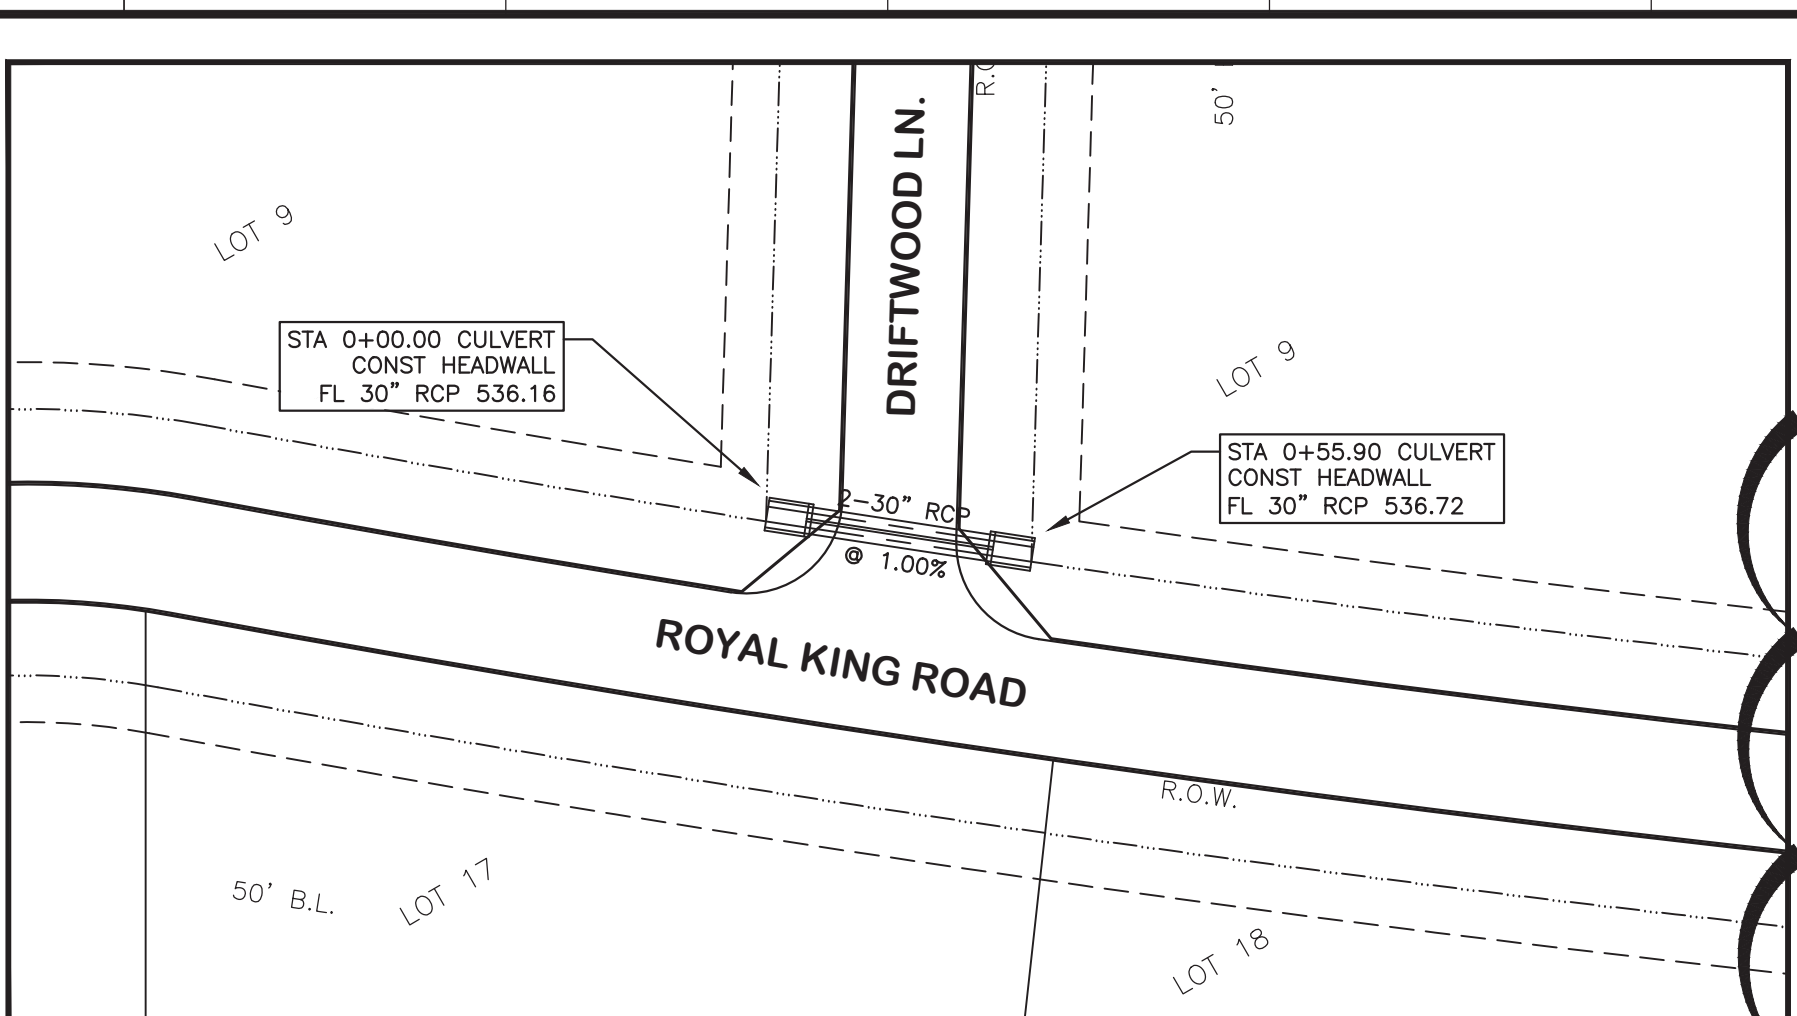 50'
DRIFTWOOD LN.
LOT 9
STA 0+00.00 CULVERT
CONST HEADWALL
FL 30" RCP 536.16
LOT 9
STA 0+55.90 CULVERT
CONST HEADWALL
FL 30" RCP 536.72
2-30" RCP
@ 1.00%
ROYAL KING ROAD
R.O.W.
50' B.L.
LOT 17
LOT 18